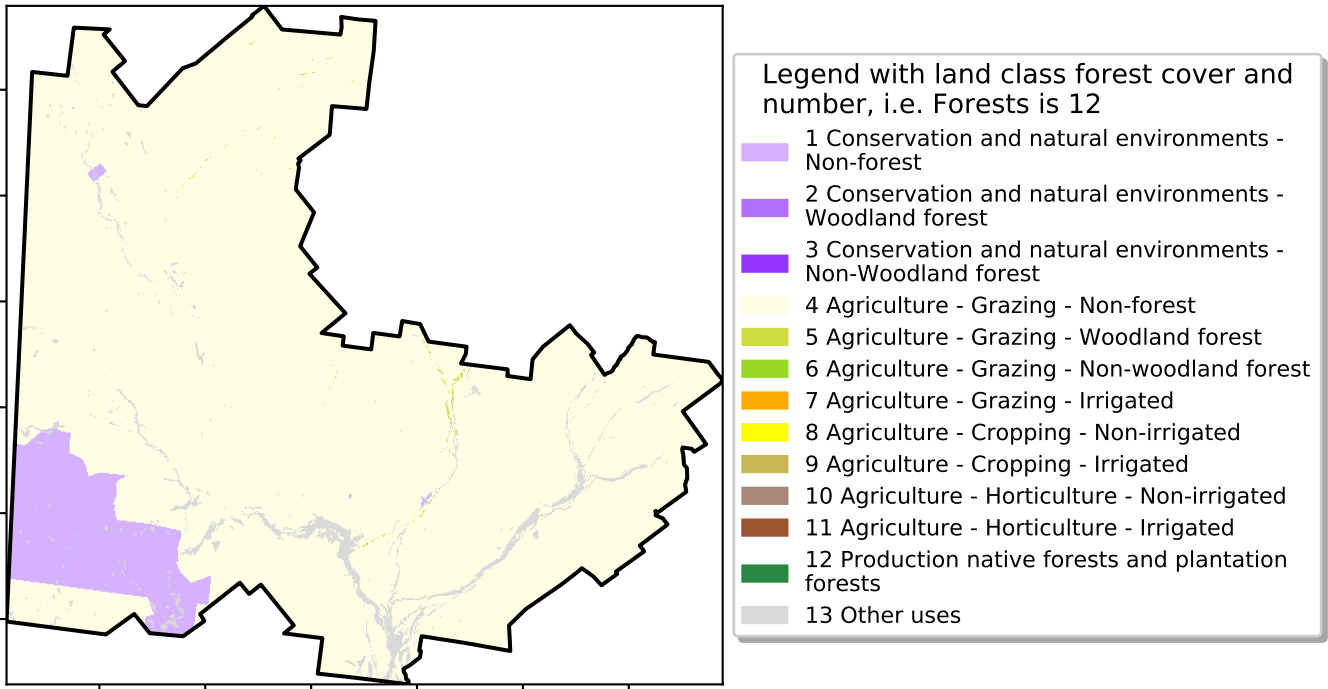 Legend with land class forest cover and
number, i.e. Forests is 12
1 Conservation and natural environments -
Non-forest
2 Conservation and natural environments -
Woodland forest
3 Conservation and natural environments -
Non-Woodland forest
4 Agriculture - Grazing - Non-forest
5 Agriculture - Grazing - Woodland forest
6 Agriculture - Grazing - Non-woodland forest
7 Agriculture - Grazing - Irrigated
8 Agriculture - Cropping - Non-irrigated
9 Agriculture - Cropping - Irrigated
10 Agriculture - Horticulture - Non-irrigated
11 Agriculture - Horticulture - Irrigated
12 Production native forests and plantation
forests
13 Other uses